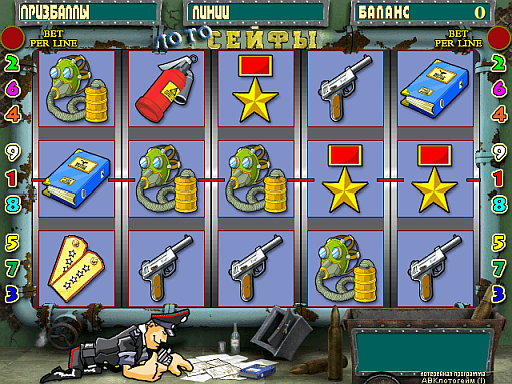 ПРИЗБАЛЛЫ
ЛИНИИ
БАЛАНС 0
ЛОТО СЕЙФЫ
BET
PER LINE
BET
PER LINE
2 2
6 6
4 4
9 9
1 1
8 8
5 5
7 7
3 3
лотерейная программа
АВКлотогейм (I)